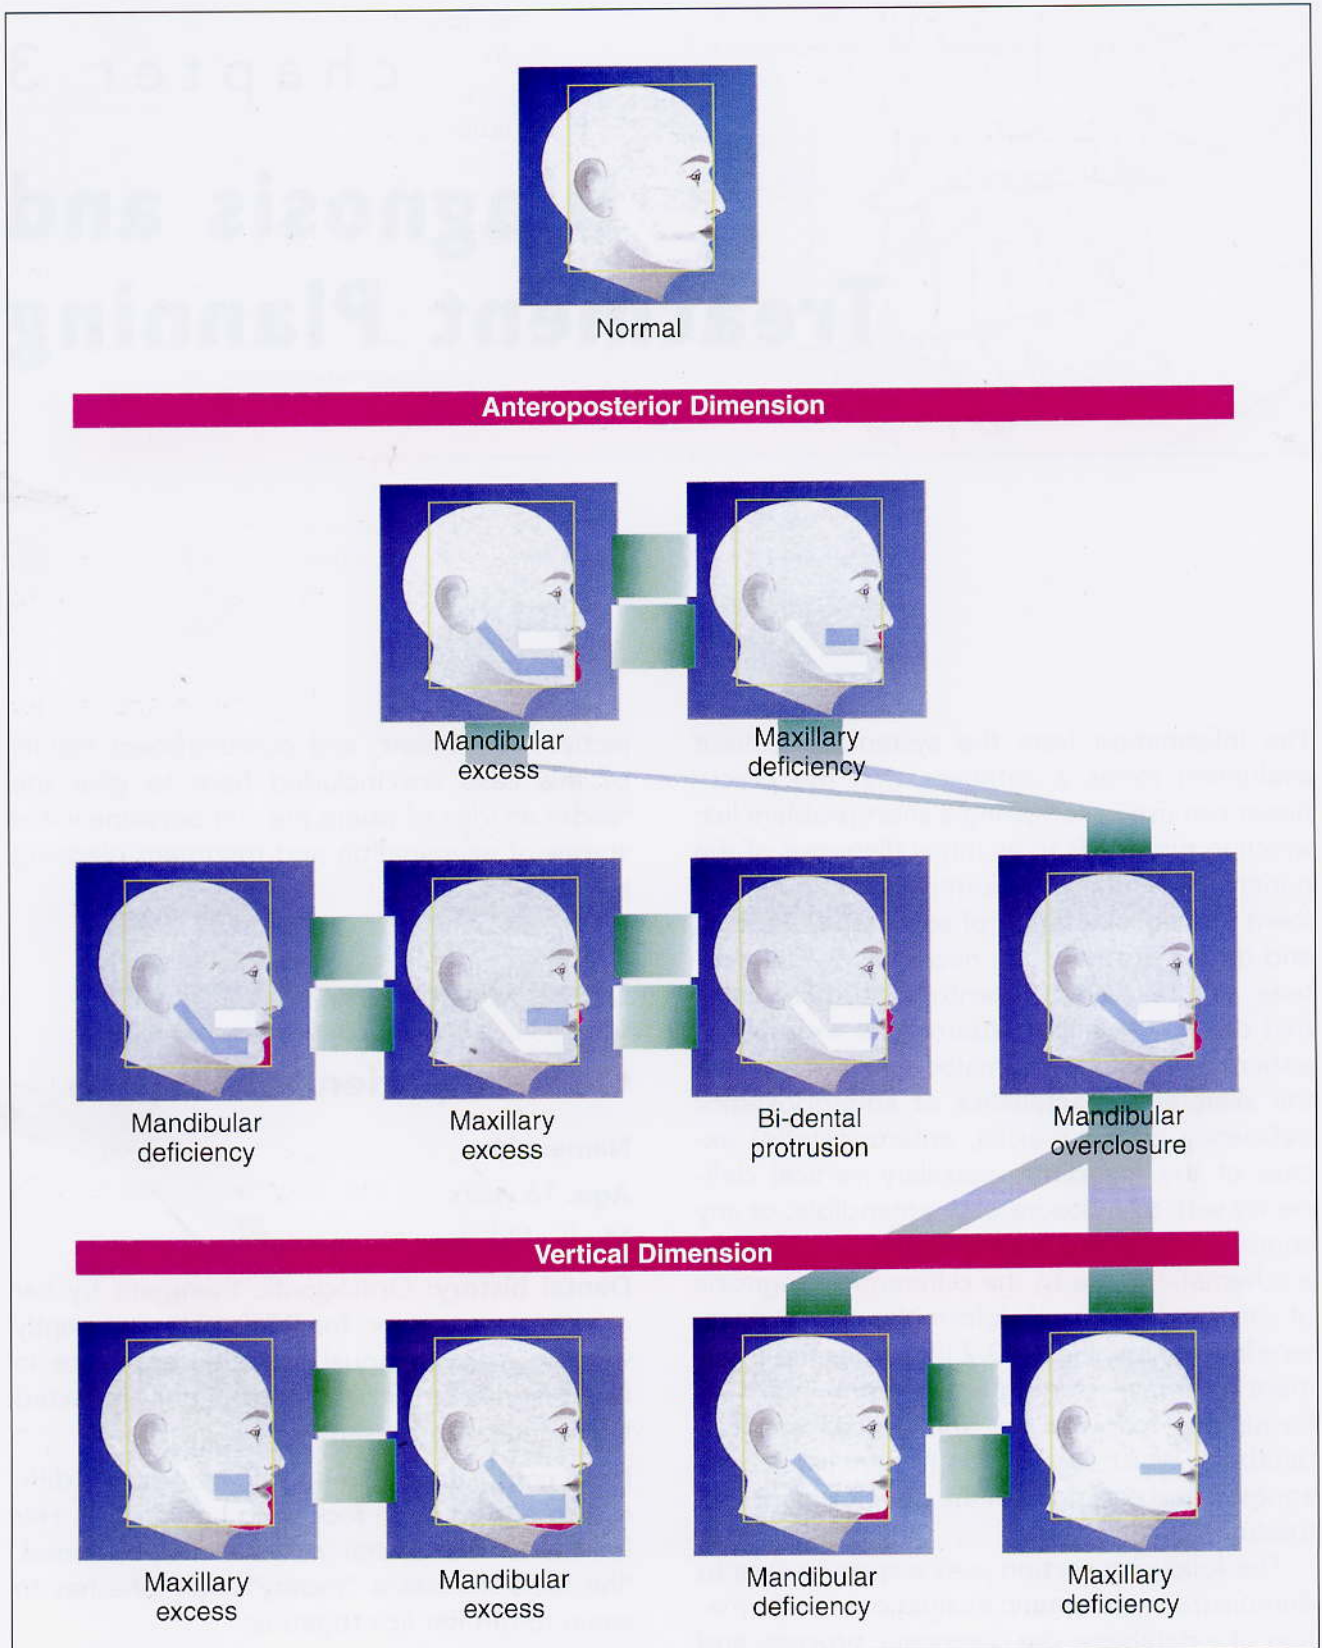 Normal
Anteroposterior Dimension
Mandibular
excess
Maxillary
deficiency
Mandibular
deficiency
Maxillary
excess
Bi-dental
protrusion
Mandibular
overclosure
Vertical Dimension
Maxillary
excess
Mandibular
excess
Mandibular
deficiency
Maxillary
deficiency